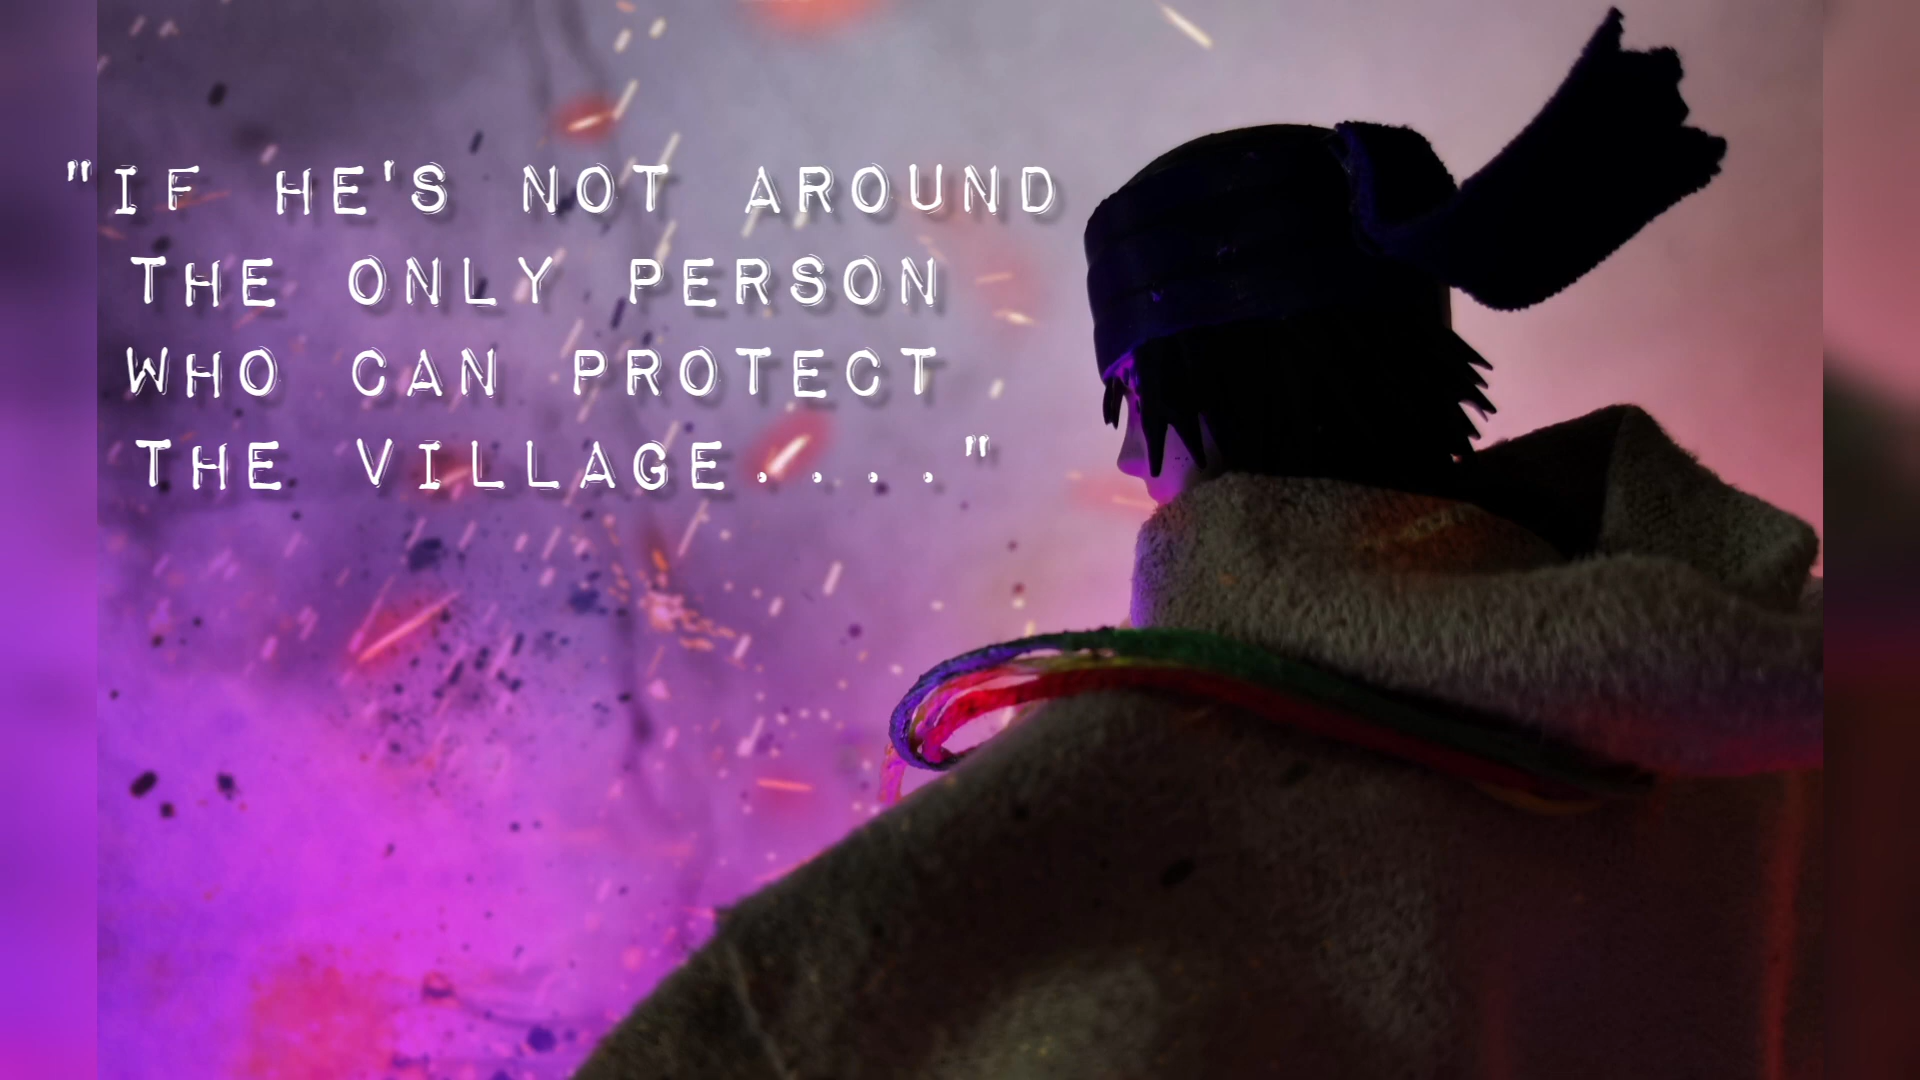 "IF HE'S NOT AROUND
THE ONLY PERSON
WHO CAN PROTECT
THE VILLAGE...."